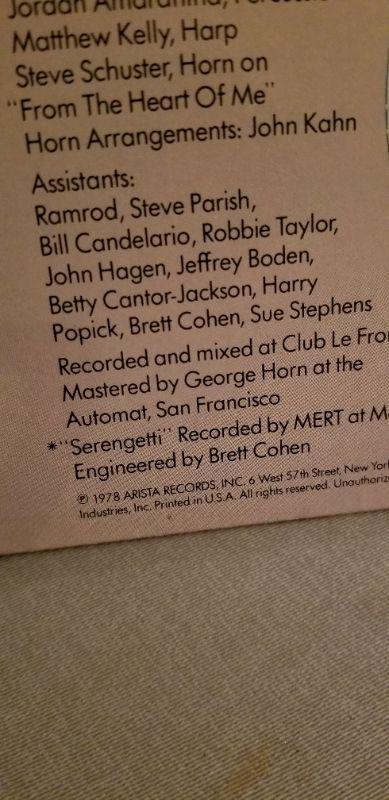 Jordan
Matthew Kelly, Harp
Steve Schuster, Horn on
"From The Heart Of Me"
Horn Arrangements: John Kahn
Assistants:
Ramrod, Steve Parish,
Bill Candelario, Robbie Taylor,
John Hagen, Jeffrey Boden,
Betty Cantor-Jackson, Harry
Popick, Brett Cohen, Sue Stephens
Recorded and mixed at Club Le
Mastered by George Horn at the
Automat, San Francisco
*"Serengetti" Recorded by MERT at
Engineered by Brett Cohen
℗ 1978 ARISTA RECORDS, INC. 6 West 57th Street, New
Industries, Inc. Printed in U.S.A. All rights reserved.